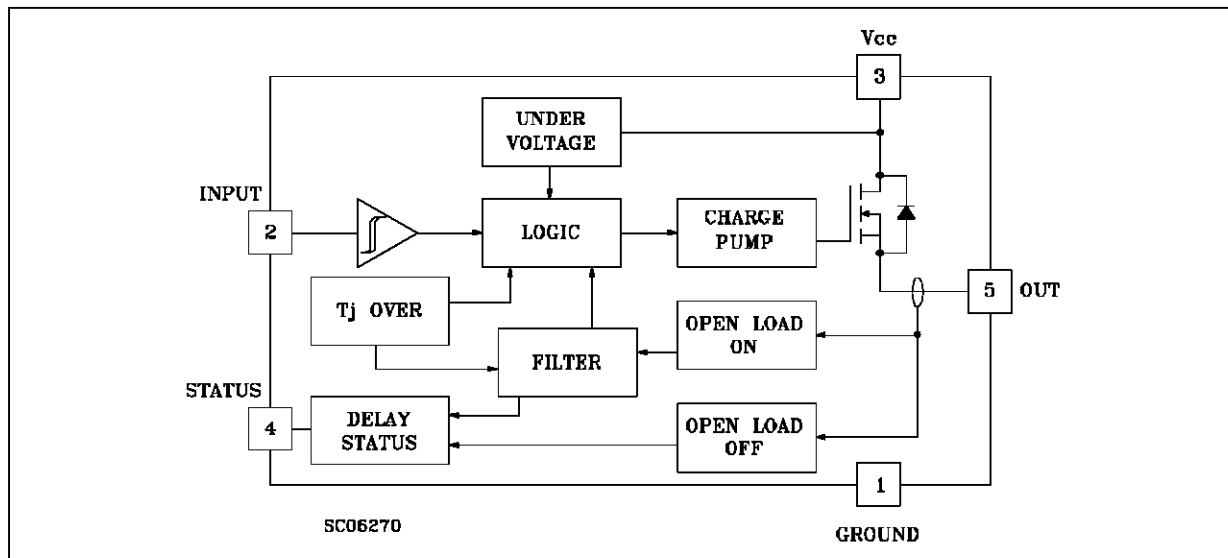 Vcc
3
UNDER
VOLTAGE
INPUT
2
LOGIC
CHARGE
PUMP
Tj OVER
OPEN LOAD
ON
5
OUT
FILTER
STATUS
4
DELAY
STATUS
OPEN LOAD
OFF
1
SC06270
GROUND